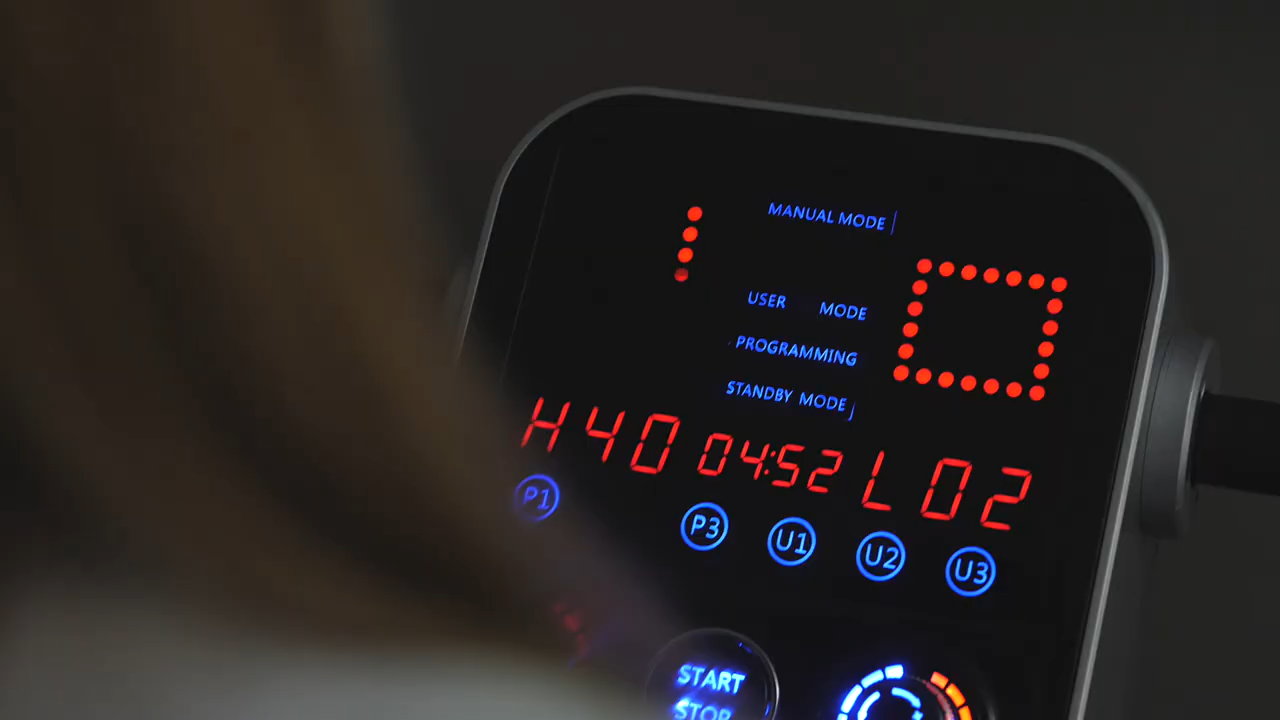 MANUAL MODE
USER MODE
PROGRAMMING
STANDBY MODE
H40 04:52 L02
P1 P3 U1 U2 U3
START
STOP